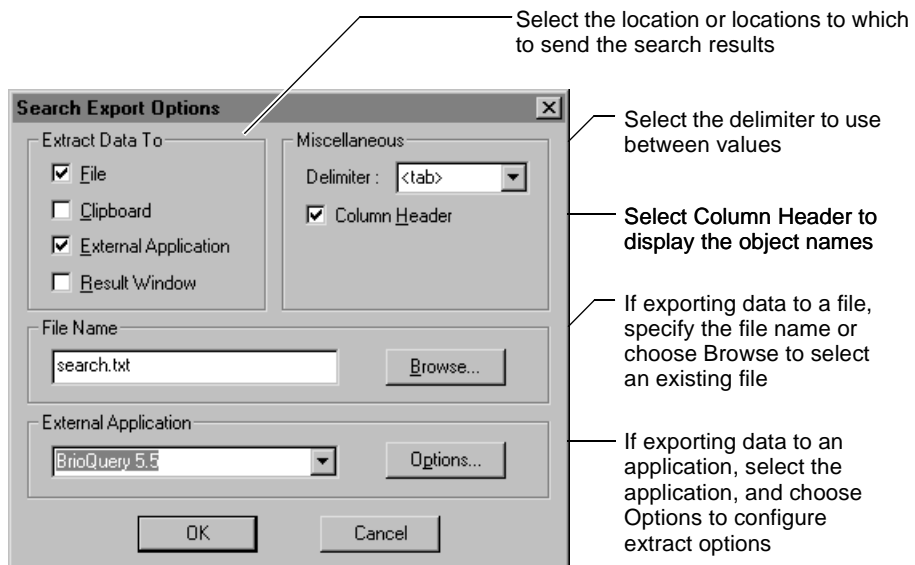 Select the location or locations to which
to send the search results
Search Export Options
Extract Data To
File
Clipboard
External Application
Result Window
Miscellaneous
Delimiter : <tab>
Column Header
Select the delimiter to use
between values
Select Column Header to
display the object names
File Name
search.txt
Browse...
If exporting data to a file,
specify the file name or
choose Browse to select
an existing file
External Application
BrioQuery 5.5
Options...
If exporting data to an
application, select the
application, and choose
Options to configure
extract options
OK
Cancel